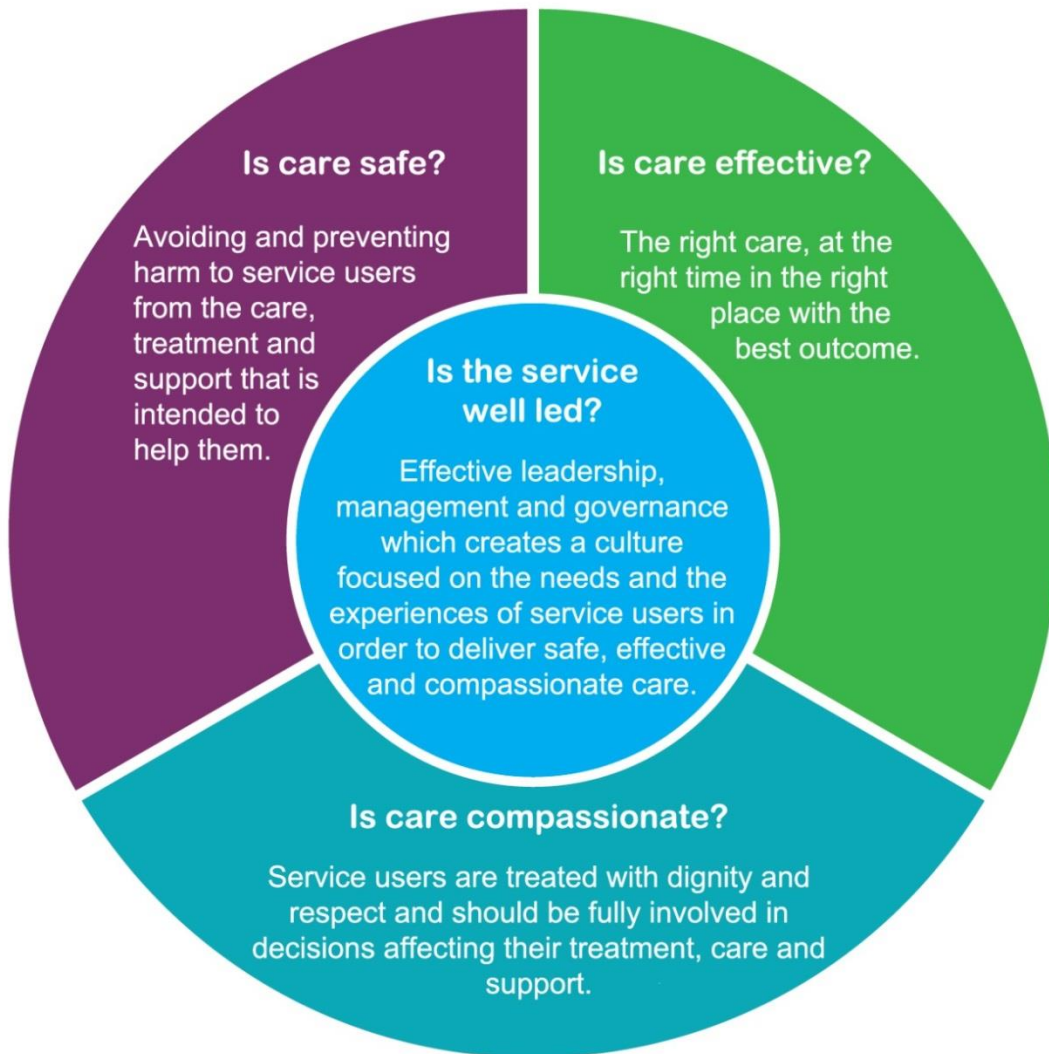 Is care safe?
Avoiding and preventing
harm to service users
from the care,
treatment and
support that is
intended to
help them.
Is care effective?
The right care, at the
right time in the right
place with the
best outcome.
Is the service
well led?
Effective leadership,
management and governance
which creates a culture
focused on the needs and the
experiences of service users in
order to deliver safe, effective
and compassionate care.
Is care compassionate?
Service users are treated with dignity and
respect and should be fully involved in
decisions affecting their treatment, care and
support.